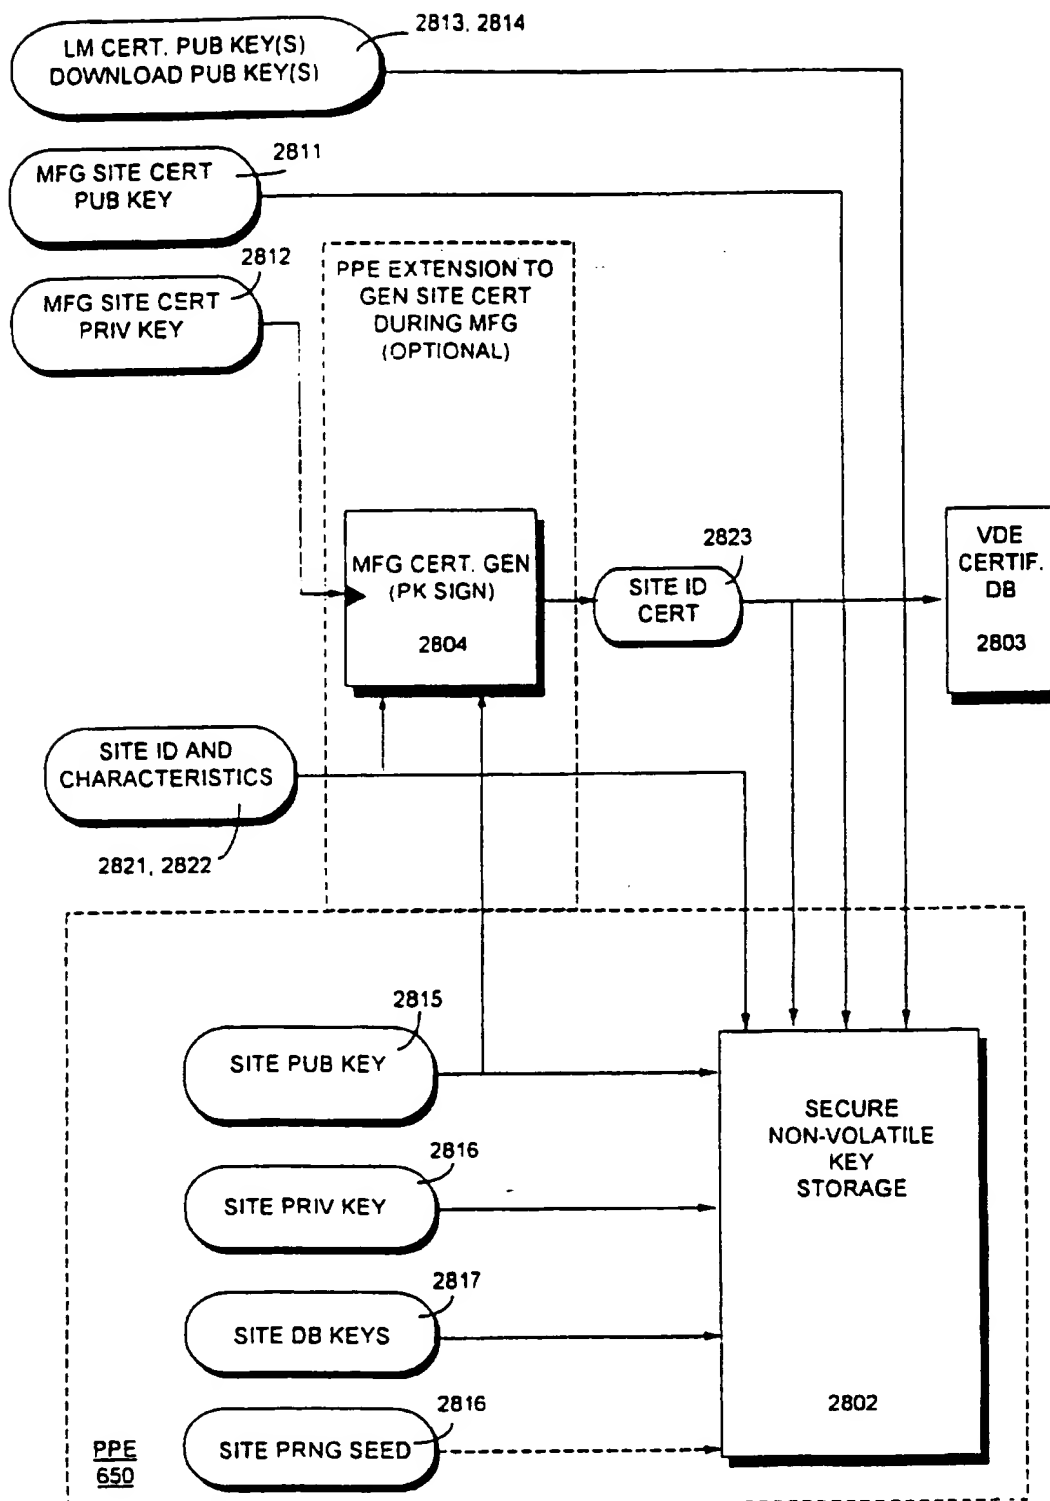 2813, 2814
LM CERT. PUB KEY(S)
DOWNLOAD PUB KEY(S)
2811
MFG SITE CERT
PUB KEY
2812
MFG SITE CERT
PRIV KEY
PPE EXTENSION TO
GEN SITE CERT
DURING MFG
(OPTIONAL)
MFG CERT. GEN
(PK SIGN)
2804
2823
SITE ID
CERT
VDE
CERTIF.
DB
2803
SITE ID AND
CHARACTERISTICS
2821, 2822
2815
SITE PUB KEY
2816
SITE PRIV KEY
2817
SITE DB KEYS
2816
SITE PRNG SEED
SECURE
NON-VOLATILE
KEY
STORAGE
2802
PPE
650